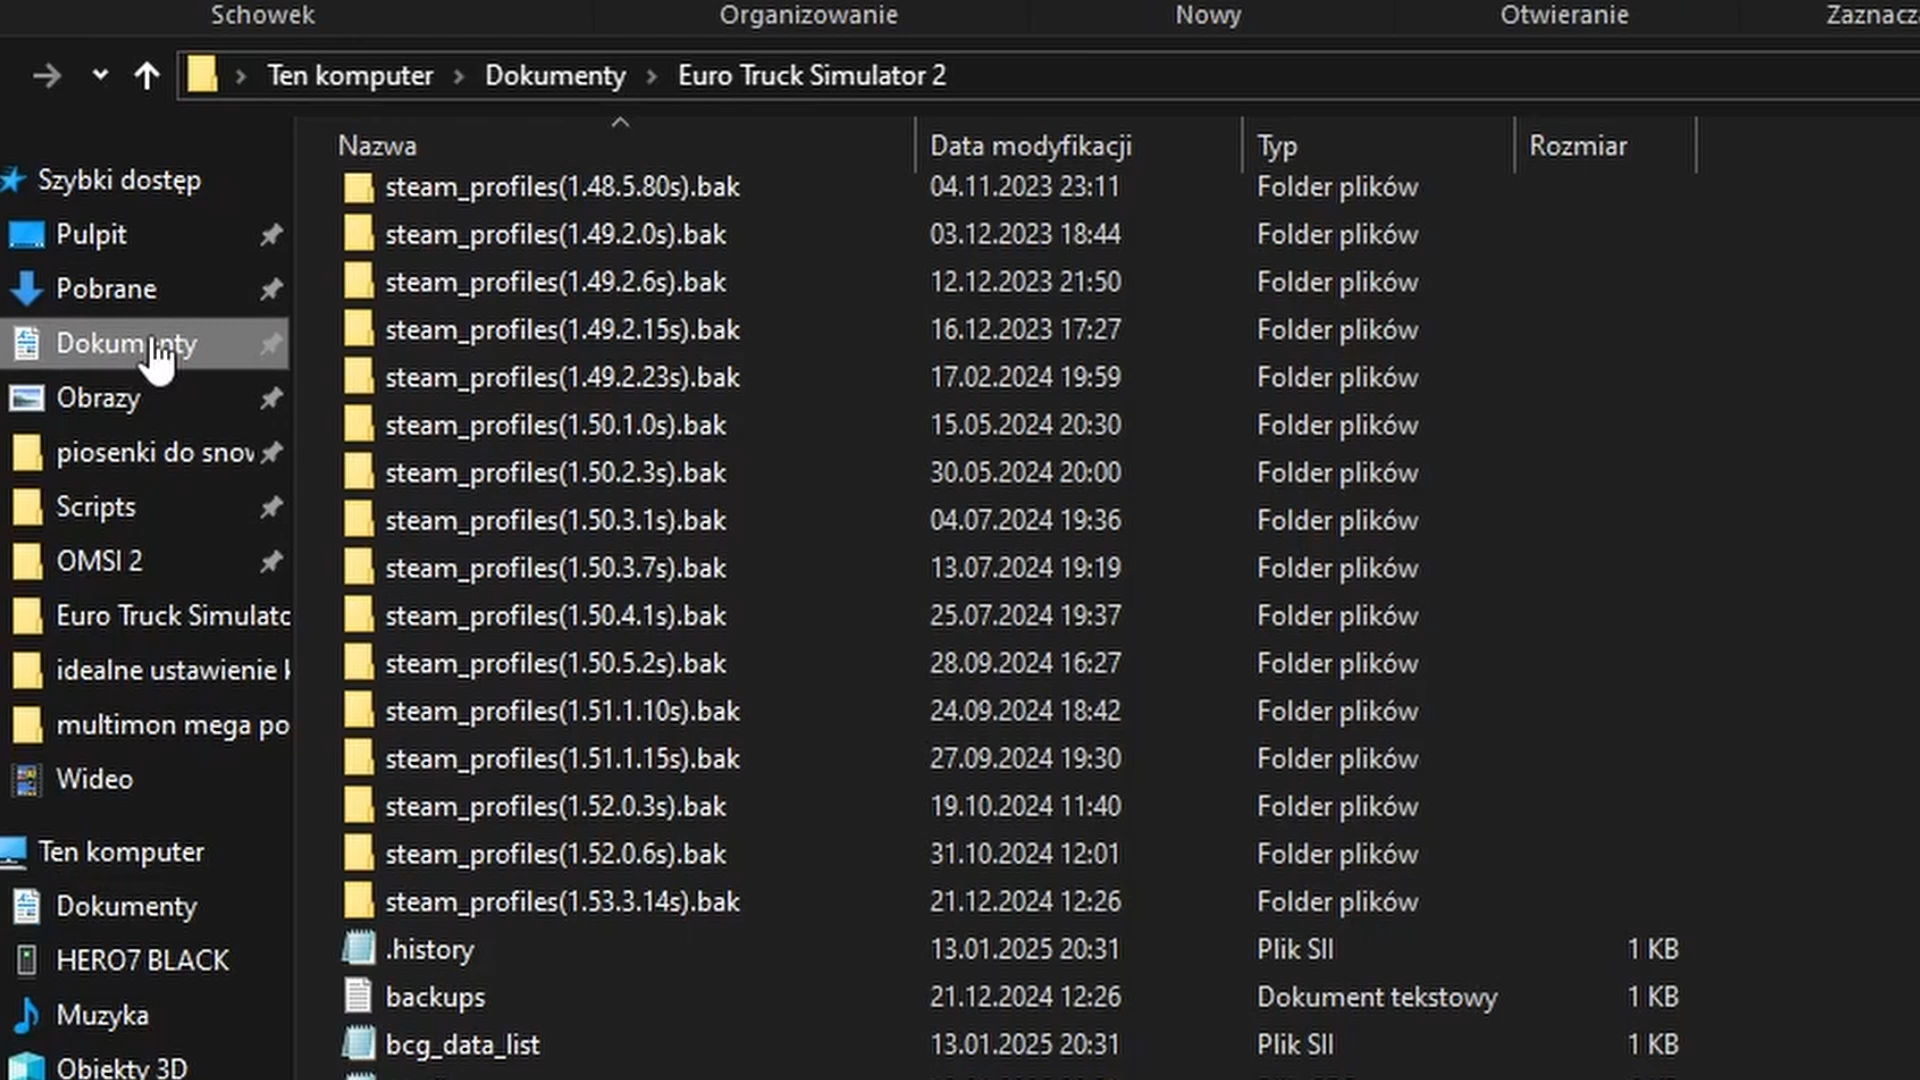 Schowek Organizowanie Nowy Otwieranie
Ten komputer Dokumenty Euro Truck Simulator 2
Nazwa Data modyfikacji Typ Rozmiar
Szybki dostęp
Pulpit
Pobrane
Dokumenty
Obrazy
piosenki do snow
Scripts
OMSI 2
Euro Truck Simulato
idealne ustawienie k
multimon mega po
Wideo
Ten komputer
Dokumenty
HERO7 BLACK
Muzyka
Obiekty 3D
steam_profiles(1.48.5.80s).bak 04.11.2023 23:11 Folder plików
steam_profiles(1.49.2.0s).bak 03.12.2023 18:44 Folder plików
steam_profiles(1.49.2.6s).bak 12.12.2023 21:50 Folder plików
steam_profiles(1.49.2.15s).bak 16.12.2023 17:27 Folder plików
steam_profiles(1.49.2.23s).bak 17.02.2024 19:59 Folder plików
steam_profiles(1.50.1.0s).bak 15.05.2024 20:30 Folder plików
steam_profiles(1.50.2.3s).bak 30.05.2024 20:00 Folder plików
steam_profiles(1.50.3.1s).bak 04.07.2024 19:36 Folder plików
steam_profiles(1.50.3.7s).bak 13.07.2024 19:19 Folder plików
steam_profiles(1.50.4.1s).bak 25.07.2024 19:37 Folder plików
steam_profiles(1.50.5.2s).bak 28.09.2024 16:27 Folder plików
steam_profiles(1.51.1.10s).bak 24.09.2024 18:42 Folder plików
steam_profiles(1.51.1.15s).bak 27.09.2024 19:30 Folder plików
steam_profiles(1.52.0.3s).bak 19.10.2024 11:40 Folder plików
steam_profiles(1.52.0.6s).bak 31.10.2024 12:01 Folder plików
steam_profiles(1.53.3.14s).bak 21.12.2024 12:26 Folder plików
.history 13.01.2025 20:31 Plik SII 1 KB
backups 21.12.2024 12:26 Dokument tekstowy 1 KB
bcg_data_list 13.01.2025 20:31 Plik SII 1 KB